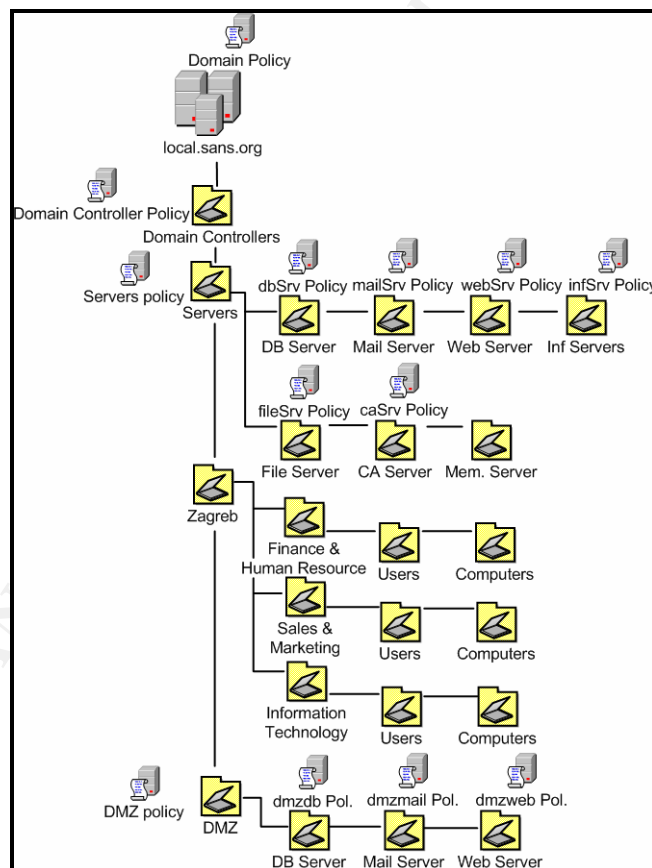 Domain Policy
local.sans.org
Domain Controller Policy
Domain Controllers
Servers policy
Servers
dbSrv Policy
mailSrv Policy
webSrv Policy
infSrv Policy
DB Server
Mail Server
Web Server
Inf Servers
fileSrv Policy
caSrv Policy
File Server
CA Server
Mem. Server
Zagreb
Finance &
Human Resource
Users
Computers
Sales &
Marketing
Users
Computers
Information
Technology
Users
Computers
DMZ policy
DMZ
dmzdb Pol.
dmzmail Pol.
dmzweb Pol.
DB Server
Mail Server
Web Server